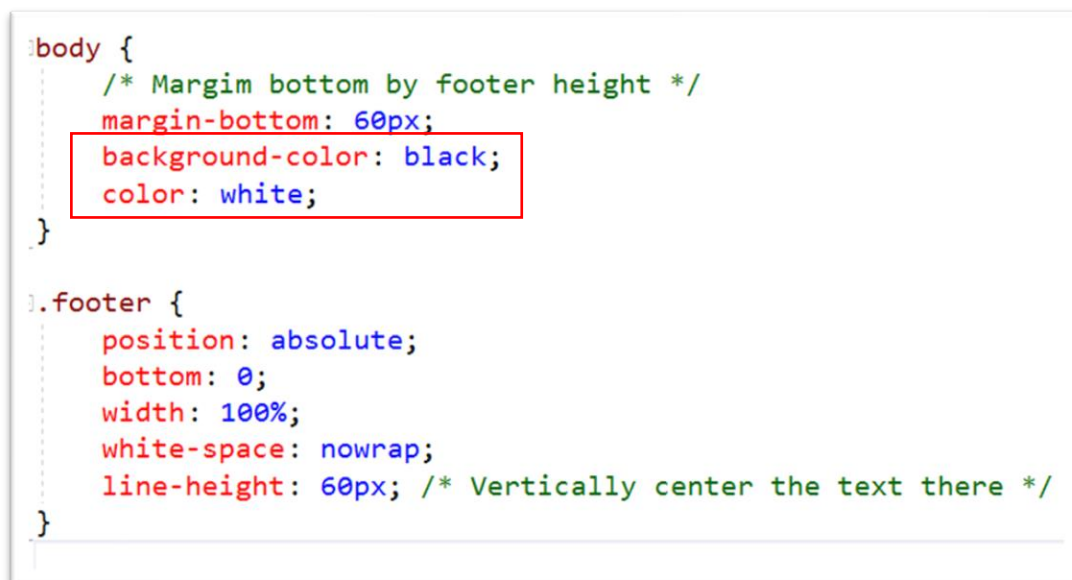 body {
/* Margim bottom by footer height */
margin-bottom: 60px;
background-color: black;
color: white;
}
.footer {
position: absolute;
bottom: 0;
width: 100%;
white-space: nowrap;
line-height: 60px; /* Vertically center the text there */
}